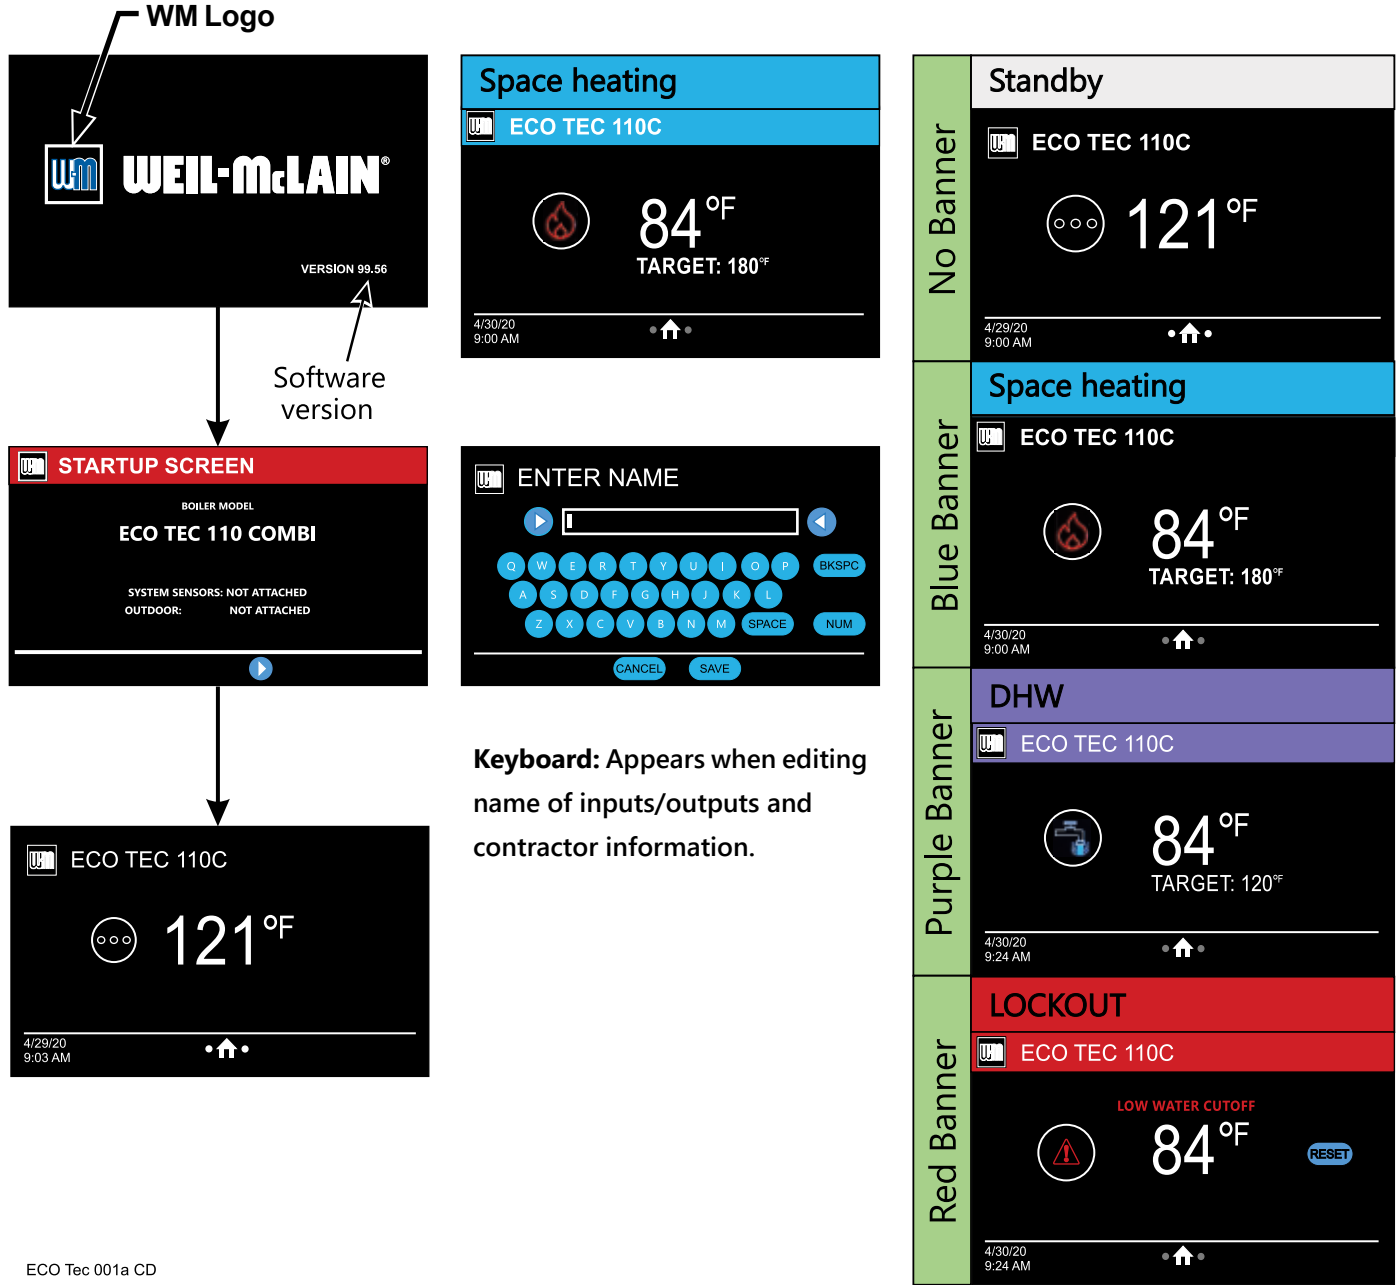 WM Logo
W-M WEIL-McLAIN®
VERSION 99.56
Software
version
W-M STARTUP SCREEN
BOILER MODEL
ECO TEC 110 COMBI
SYSTEM SENSORS: NOT ATTACHED
OUTDOOR: NOT ATTACHED
W-M ECO TEC 110C
121°F
4/29/20
9:03 AM
ECO Tec 001a CD
Space heating
W-M ECO TEC 110C
84°F
TARGET: 180°F
4/30/20
9:00 AM
W-M ENTER NAME
Q W E R T Y U I O P BKSPC
A S D F G H J K L
Z X C V B N M SPACE NUM
CANCEL SAVE
Keyboard: Appears when editing
name of inputs/outputs and
contractor information.
No Banner
Standby
W-M ECO TEC 110C
121°F
4/29/20
9:00 AM
Blue Banner
Space heating
W-M ECO TEC 110C
84°F
TARGET: 180°F
4/30/20
9:00 AM
Purple Banner
DHW
W-M ECO TEC 110C
84°F
TARGET: 120°F
4/30/20
9:24 AM
Red Banner
LOCKOUT
W-M ECO TEC 110C
LOW WATER CUTOFF
84°F
RESET
4/30/20
9:24 AM